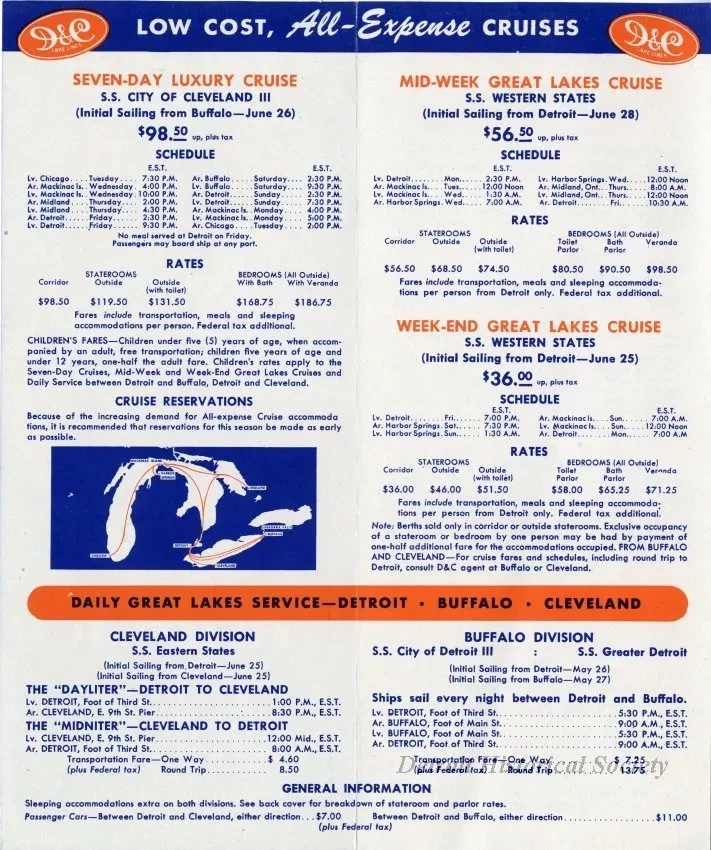 D&C
LAKE LINES
LOW COST, All-Expense CRUISES
D&C
LAKE LINES
SEVEN-DAY LUXURY CRUISE
S.S. CITY OF CLEVELAND III
(Initial Sailing from Buffalo—June 26)
$98.50 up, plus tax
SCHEDULE
E.S.T. E.S.T.
Lv. Chicago.....Tuesday.... 7:30 P.M. Ar. Buffalo.....Saturday.... 2:30 P.M.
Lv. Mackinac Is.. Wednesday. 4:00 P.M. Lv. Buffalo.....Saturday.... 9:30 P.M.
Lv. Mackinac Is.. Wednesday.10:00 P.M. Ar. Detroit.....Sunday..... 2:30 P.M.
Ar. Midland.....Thursday.... 2:00 P.M. Lv. Detroit.....Sunday..... 7:30 P.M.
Lv. Midland.....Thursday.... 4:30 P.M. Ar. Mackinac Is..Monday.... 4:00 P.M.
Ar. Detroit......Friday...... 2:30 P.M. Lv. Mackinac Is..Monday.... 5:00 P.M.
Lv. Detroit......Friday...... 9:30 P.M. Ar. Chicago.....Tuesday.... 2:00 P.M.
No meal served at Detroit on Friday.
Passengers may board ship at any port.
RATES
STATEROOMS BEDROOMS (All Outside)
Corridor Outside Outside (with toilet) With Bath With Veranda
$98.50 $119.50 $131.50 $168.75 $186.75
Fares include transportation, meals and sleeping
accommodations per person. Federal tax additional.
CHILDREN'S FARES—Children under five (5) years of age, when accom-
panied by an adult, free transportation; children five years of age and
under 12 years, one-half the adult fare. Children's rates apply to the
Seven-Day Cruises, Mid-Week and Week-End Great Lakes Cruises and
Daily Service between Detroit and Buffalo, Detroit and Cleveland.
CRUISE RESERVATIONS
Because of the increasing demand for All-expense Cruise accommoda
tions, it is recommended that reservations for this season be made as early
as possible.
MACKINAC ISLAND
HARBOR SPRINGS
MIDLAND
NIAGARA FALLS
BUFFALO
DETROIT
CHICAGO
CLEVELAND
MID-WEEK GREAT LAKES CRUISE
S.S. WESTERN STATES
(Initial Sailing from Detroit—June 28)
$56.50 up, plus tax
SCHEDULE
E.S.T. E.S.T.
Lv. Detroit.......Mon..... 2:30 P.M. Lv. Harbor Springs. Wed.....12:00 Noon
Ar. Mackinac Is....Tues.....12:00 Noon Ar. Midland, Ont...Thurs..... 8:00 A.M.
Lv. Mackinac Is....Wed..... 1:30 A.M. Lv. Midland, Ont...Thurs.....12:00 Noon
Ar. Harbor Springs. Wed..... 7:00 A.M. Ar. Detroit........Fri.......10:30 A.M.
RATES
STATEROOMS BEDROOMS (All Outside)
Corridor Outside Outside (with toilet) Toilet Parlor Bath Parlor Veranda
$56.50 $68.50 $74.50 $80.50 $90.50 $98.50
Fares include transportation, meals and sleeping accommoda-
tions per person from Detroit only. Federal tax additional.
WEEK-END GREAT LAKES CRUISE
S.S. WESTERN STATES
(Initial Sailing from Detroit—June 25)
$36.00 up, plus tax
SCHEDULE
E.S.T. E.S.T.
Lv. Detroit........Fri...... 7:00 P.M. Ar. Mackinac Is....Sun..... 7:00 A.M.
Ar. Harbor Springs. Sat..... 7:30 P.M. Lv. Mackinac Is....Sun.....12:00 Noon
Lv. Harbor Springs. Sun..... 1:30 A.M. Ar. Detroit........Mon..... 7:00 A.M
RATES
STATEROOMS BEDROOMS (All Outside)
Corridor Outside Outside (with toilet) Toilet Parlor Bath Parlor Veranda
$36.00 $46.00 $51.50 $58.00 $65.25 $71.25
Fares include transportation, meals and sleeping accommoda-
tions per person from Detroit only. Federal tax additional.
Note: Berths sold only in corridor or outside staterooms. Exclusive occupancy
of a stateroom or bedroom by one person may be had by payment of
one-half additional fare for the accommodations occupied. FROM BUFFALO
AND CLEVELAND—For cruise fares and schedules, including round trip to
Detroit, consult D&C agent at Buffalo or Cleveland.
DAILY GREAT LAKES SERVICE—DETROIT • BUFFALO • CLEVELAND
CLEVELAND DIVISION
S.S. Eastern States
(Initial Sailing from Detroit—June 25)
(Initial Sailing from Cleveland—June 25)
THE "DAYLITER"—DETROIT TO CLEVELAND
Lv. DETROIT, Foot of Third St.................... 1:00 P.M., E.S.T.
Ar. CLEVELAND, E. 9th St. Pier.................... 8:30 P.M., E.S.T.
THE "MIDNITER"—CLEVELAND TO DETROIT
Lv. CLEVELAND, E. 9th St. Pier....................12:00 Mid., E.S.T.
Ar. DETROIT, Foot of Third St.................... 8:00 A.M., E.S.T.
Transportation Fare—One Way............ $ 4.60
(plus Federal tax) Round Trip............ 8.50
BUFFALO DIVISION
S.S. City of Detroit III : S.S. Greater Detroit
(Initial Sailing from Detroit—May 26)
(Initial Sailing from Buffalo—May 27)
Ships sail every night between Detroit and Buffalo.
Lv. DETROIT, Foot of Third St.................... 5:30 P.M., E.S.T.
Ar. BUFFALO, Foot of Main St.................... 9:00 A.M., E.S.T.
Lv. BUFFALO, Foot of Main St.................... 5:30 P.M., E.S.T.
Ar. DETROIT, Foot of Third St.................... 9:00 A.M., E.S.T.
Transportation Fare—One Way............ $ 7.25
(plus Federal tax) Round Trip............ 13.75
Detroit Historical Society
GENERAL INFORMATION
Sleeping accommodations extra on both divisions. See back cover for breakdown of stateroom and parlor rates.
Passenger Cars—Between Detroit and Cleveland, either direction...$7.00 Between Detroit and Buffalo, either direction...................$11.00
(plus Federal tax)